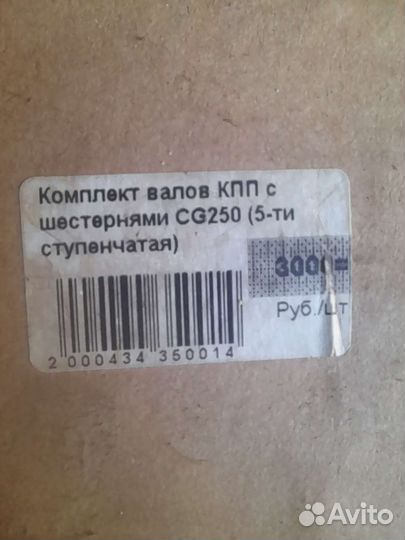 Комплект валов КПП с
шестернями CG250 (5-ти
ступенчатая)
3000=
Руб./шт
2 000434 350014
Avito